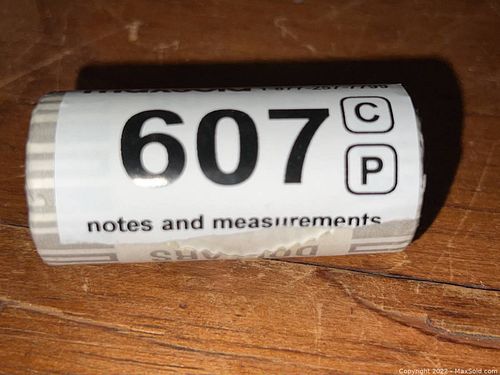 607
C
P
notes and measurements
Copyright 2022 - MaxSold.com